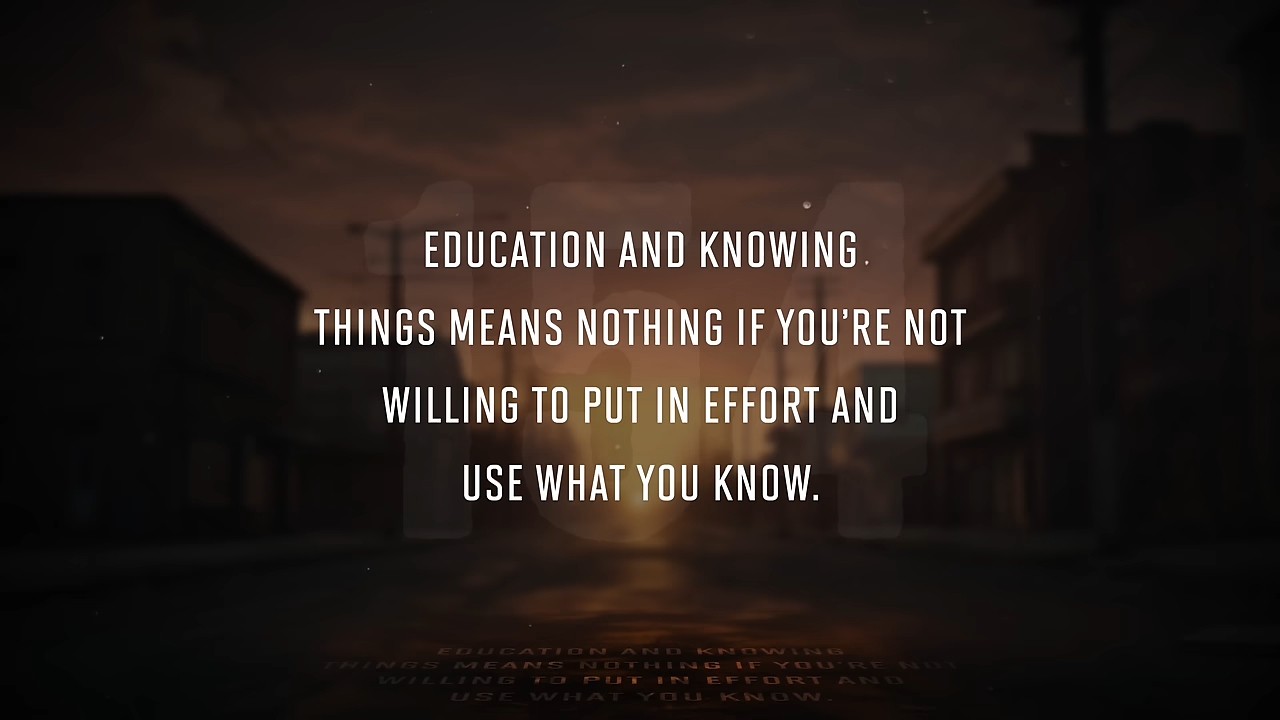 154
EDUCATION AND KNOWING
THINGS MEANS NOTHING IF YOU’RE NOT
WILLING TO PUT IN EFFORT AND
USE WHAT YOU KNOW.
EDUCATION AND KNOWING
THINGS MEANS NOTHING IF YOU’RE NOT
WILLING TO PUT IN EFFORT AND
USE WHAT YOU KNOW.